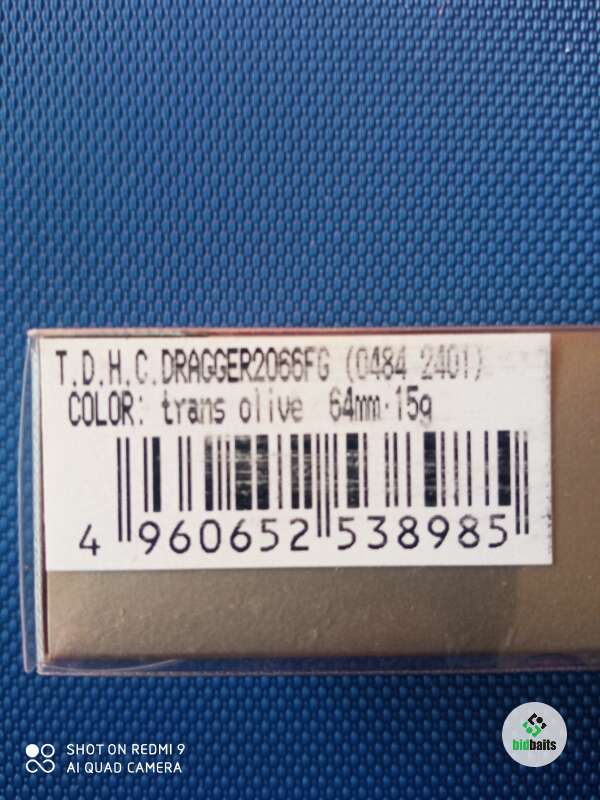 T.D.H.C.DRAGGER2066FG (0484 2401)
COLOR: trans olive 64mm·15g
4 960652 538985
SHOT ON REDMI 9
AI QUAD CAMERA
bidbaits